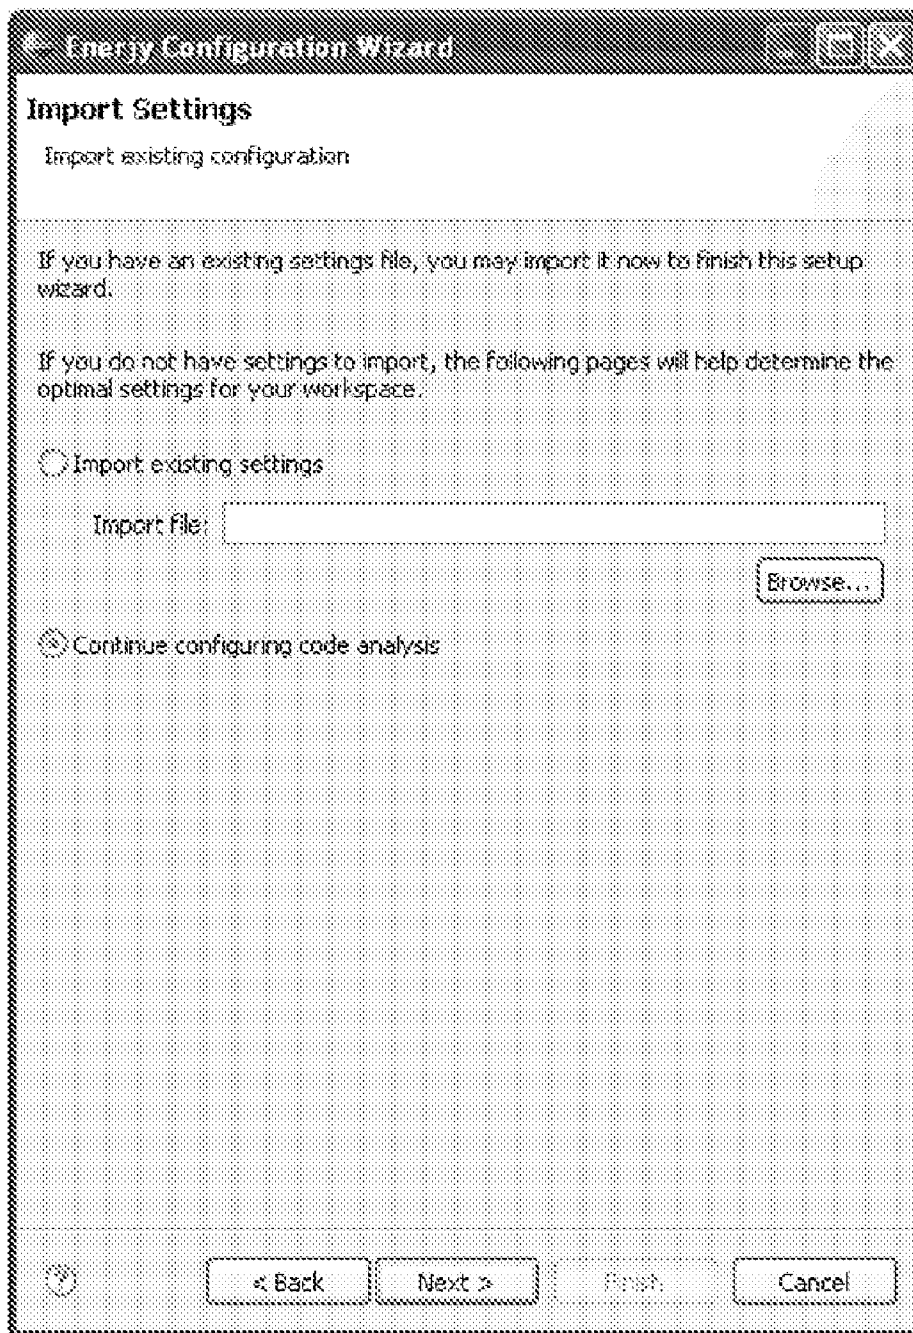 Enerjy Configuration Wizard
Import Settings
Import existing configuration
If you have an existing settings file, you may import it now to finish this setup
wizard.
If you do not have settings to import, the following pages will help determine the
optimal settings for your workspace.
Import existing settings
Import file:
Browse...
Continue configuring code analysis
?
< Back
Next >
Finish
Cancel